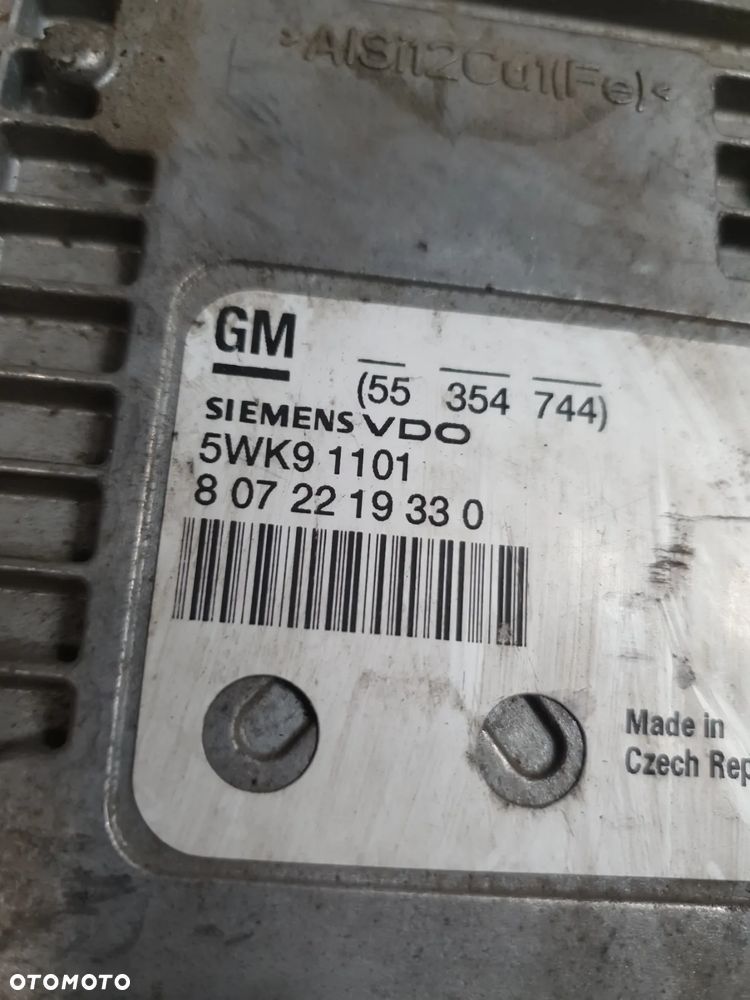 >AlSi12Cu1(Fe)<
GM
(55 354 744)
SIEMENS VDO
5WK9 1101
8 07 22 19 33 0
Made in
Czech Rep
OTOMOTO